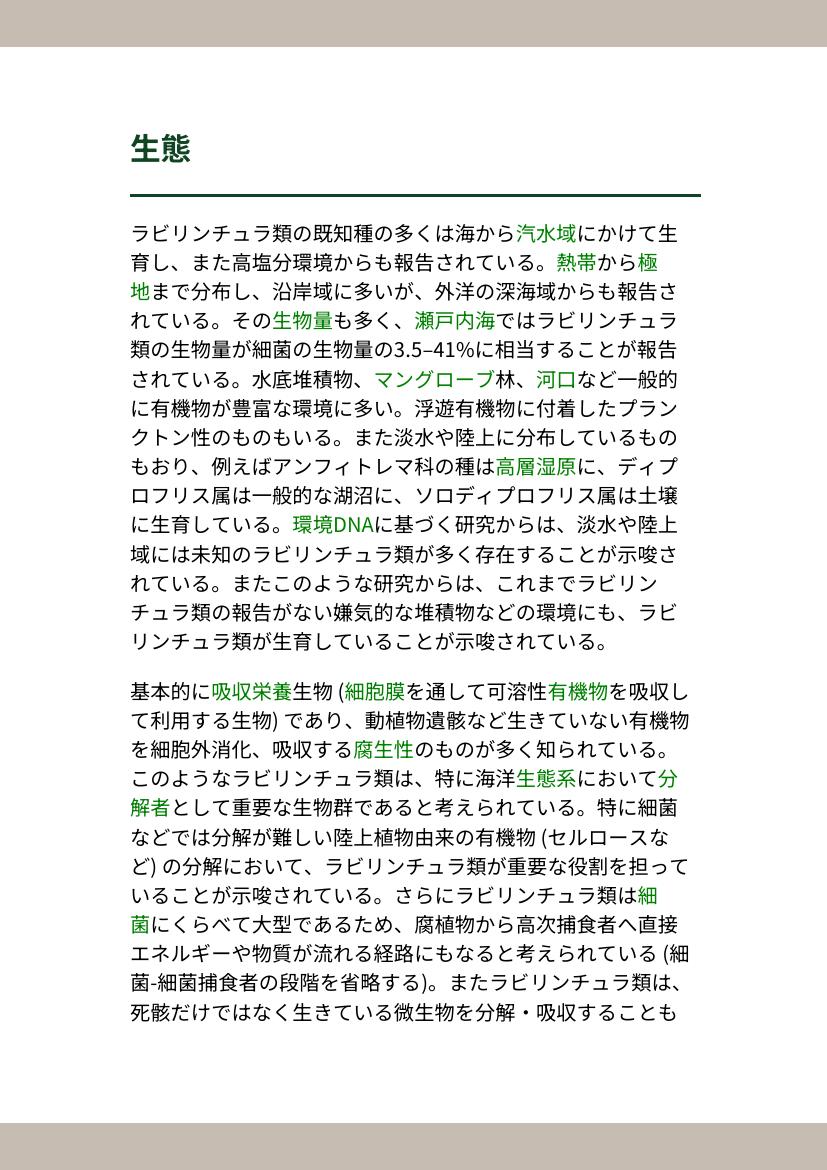 生態
ラビリンチュラ類の既知種の多くは海から汽水域にかけて生
育し、また高塩分環境からも報告されている。熱帯から極
地まで分布し、沿岸域に多いが、外洋の深海域からも報告さ
れている。その生物量も多く、瀬戸内海ではラビリンチュラ
類の生物量が細菌の生物量の3.5–41%に相当することが報告
されている。水底堆積物、マングローブ林、河口など一般的
に有機物が豊富な環境に多い。浮遊有機物に付着したプラン
クトン性のものもいる。また淡水や陸上に分布しているもの
もおり、例えばアンフィトレマ科の種は高層湿原に、ディプ
ロフリス属は一般的な湖沼に、ソロディプロフリス属は土壌
に生育している。環境DNAに基づく研究からは、淡水や陸上
域には未知のラビリンチュラ類が多く存在することが示唆さ
れている。またこのような研究からは、これまでラビリン
チュラ類の報告がない嫌気的な堆積物などの環境にも、ラビ
リンチュラ類が生育していることが示唆されている。
基本的に吸収栄養生物 (細胞膜を通して可溶性有機物を吸収し
て利用する生物) であり、動植物遺骸など生きていない有機物
を細胞外消化、吸収する腐生性のものが多く知られている。
このようなラビリンチュラ類は、特に海洋生態系において分
解者として重要な生物群であると考えられている。特に細菌
などでは分解が難しい陸上植物由来の有機物 (セルロースな
ど) の分解において、ラビリンチュラ類が重要な役割を担って
いることが示唆されている。さらにラビリンチュラ類は細
菌にくらべて大型であるため、腐植物から高次捕食者へ直接
エネルギーや物質が流れる経路にもなると考えられている (細
菌-細菌捕食者の段階を省略する)。またラビリンチュラ類は、
死骸だけではなく生きている微生物を分解・吸収することも